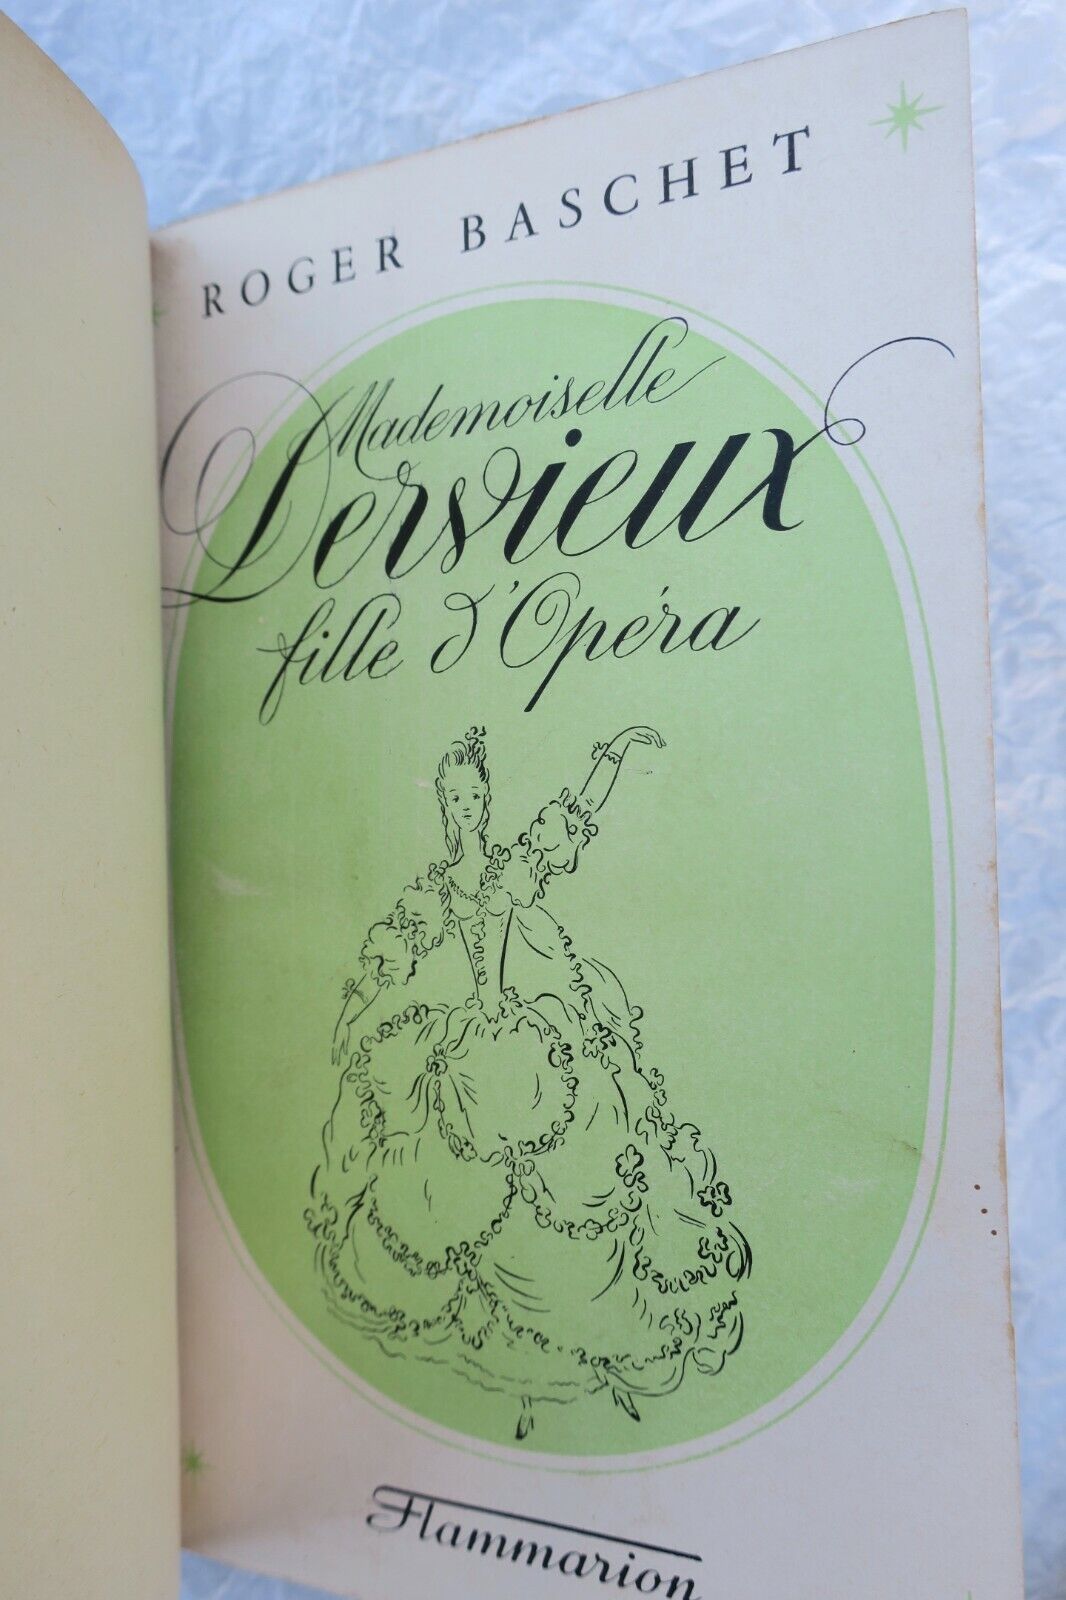 ROGER BASCHET
Mademoiselle
Dervieux
fille d'Opéra
Flammarion